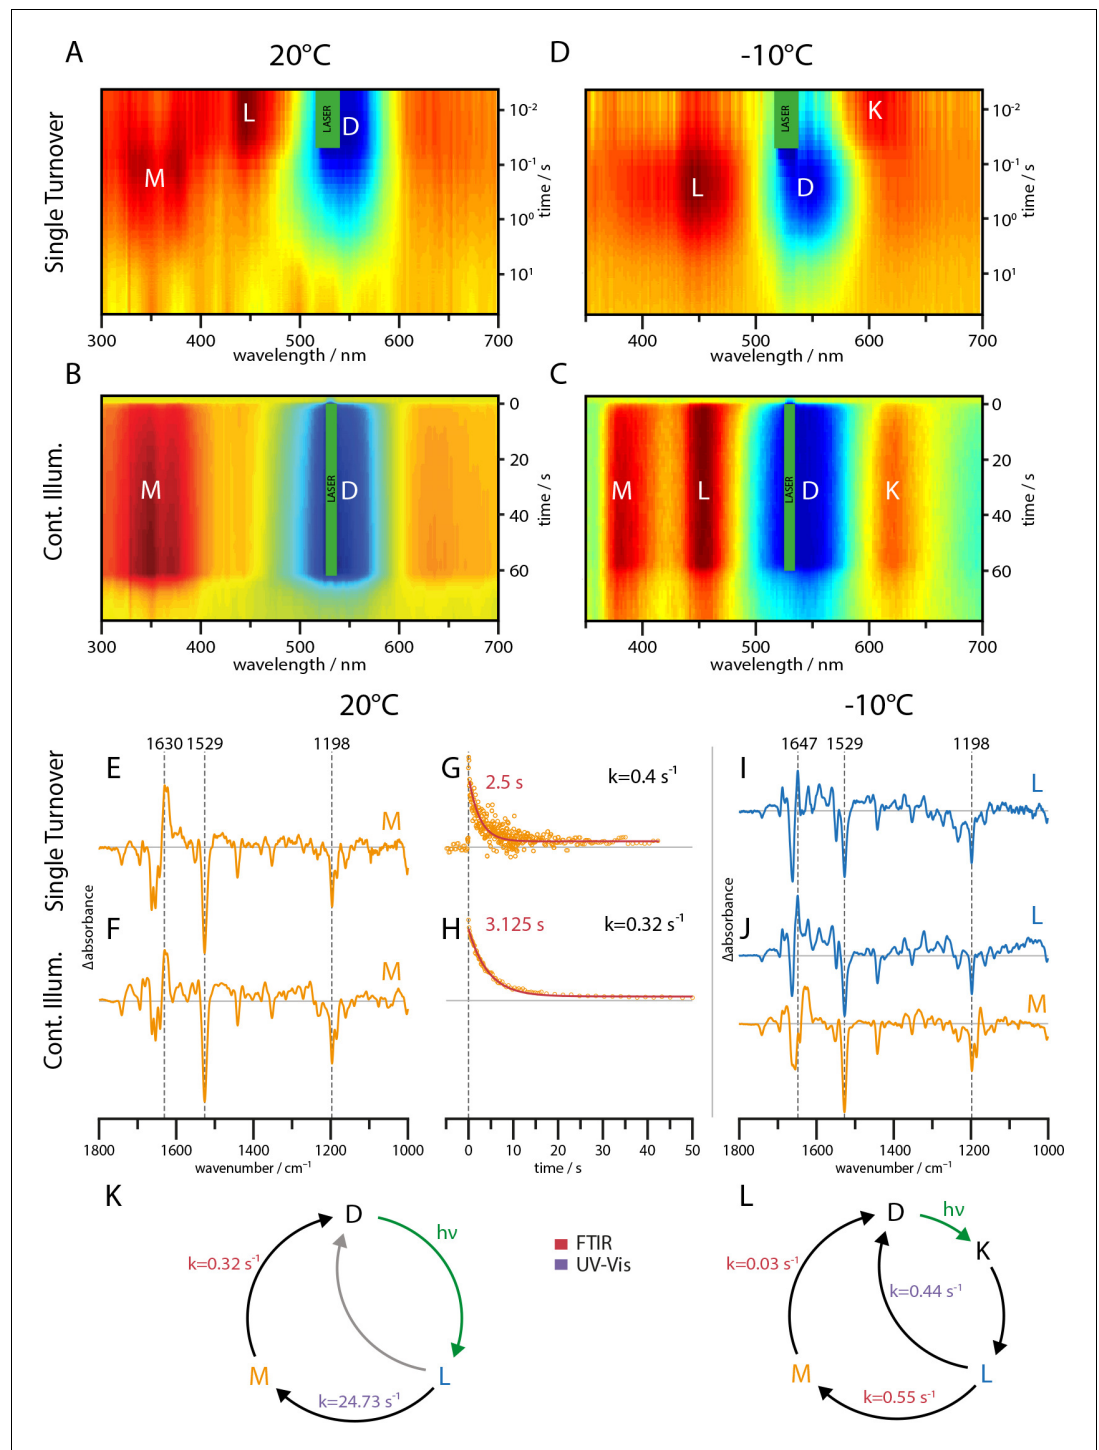 A 20°C
D -10°C
Single Turnover
M
L
LASER
D
10⁻²
10⁻¹
10⁰
10¹
time / s
300 400 500 600 700
wavelength / nm
L
LASER
D
K
10⁻²
10⁻¹
10⁰
10¹
time / s
400 500 600 700
wavelength / nm
B
C
Cont. Illum.
M
LASER
D
0
20
40
60
time / s
300 400 500 600 700
wavelength / nm
M
L
LASER
D
K
0
20
40
60
time / s
400 500 600 700
wavelength / nm
20°C
-10°C
Single Turnover
Cont. Illum.
Δabsorbance
1630 1529 1198
E
M
F
M
1800 1600 1400 1200 1000
wavenumber / cm⁻¹
G
2.5 s
k=0.4 s⁻¹
H
3.125 s
k=0.32 s⁻¹
0 10 20 30 40 50
time / s
Δabsorbance
1647 1529 1198
I
L
J
L
M
1800 1600 1400 1200 1000
wavenumber / cm⁻¹
K
D
hν
k=0.32 s⁻¹
M
L
k=24.73 s⁻¹
FTIR
UV-Vis
L
D
hν
K
k=0.03 s⁻¹
k=0.44 s⁻¹
M
L
k=0.55 s⁻¹